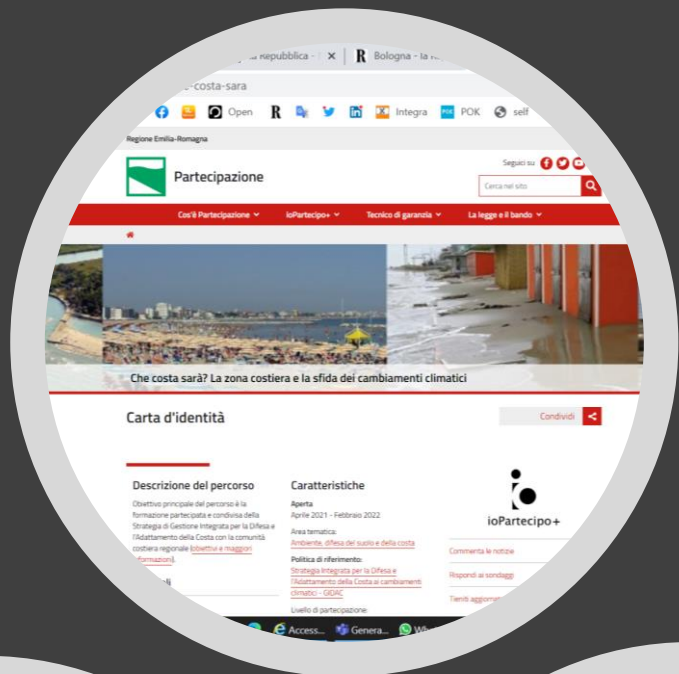 Repubblica -
R Bologna - la
-costa-sara
Open R Integra POK POK self
Regione Emilia-Romagna
Seguici su
Partecipazione
Cerca nel sito
Cos'è Partecipazione IoPartecipo+ Tecnico di garanzia La legge e il bando
Che costa sarà? La zona costiera e la sfida dei cambiamenti climatici
Carta d'identità
Condividi
Descrizione del percorso
Obiettivo principale del percorso è la
formazione partecipata e condivisa della
Strategia di Gestione Integrata per la Difesa e
l'Adattamento della Costa con la comunità
costiera regionale (obiettivi e maggiori
informazioni).
Caratteristiche
Aperta
Aprile 2021 - Febbraio 2022
Area tematica:
Ambiente, difesa del suolo e della costa
Politica di riferimento:
Strategia Integrata per la Difesa e
l'Adattamento della Costa ai cambiamenti
climatici - GIDAC
Livello di partecipazione:
ioPartecipo+
Commenta le notizie
Rispondi ai sondaggi
Tieniti
Access... Genera...